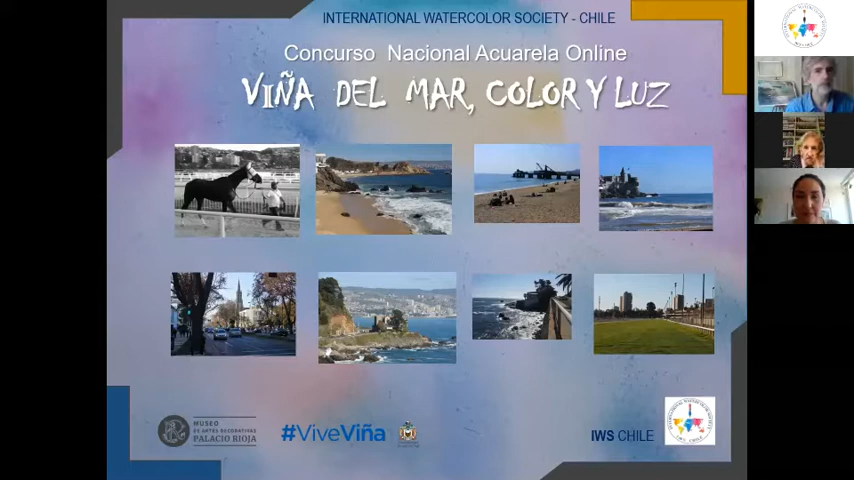 INTERNATIONAL WATERCOLOR SOCIETY - CHILE
Concurso Nacional Acuarela Online
VIÑA DEL MAR, COLOR Y LUZ
MUSEO
DE ARTES DECORATIVAS
PALACIO RIOJA
#ViveViña
IWS CHILE